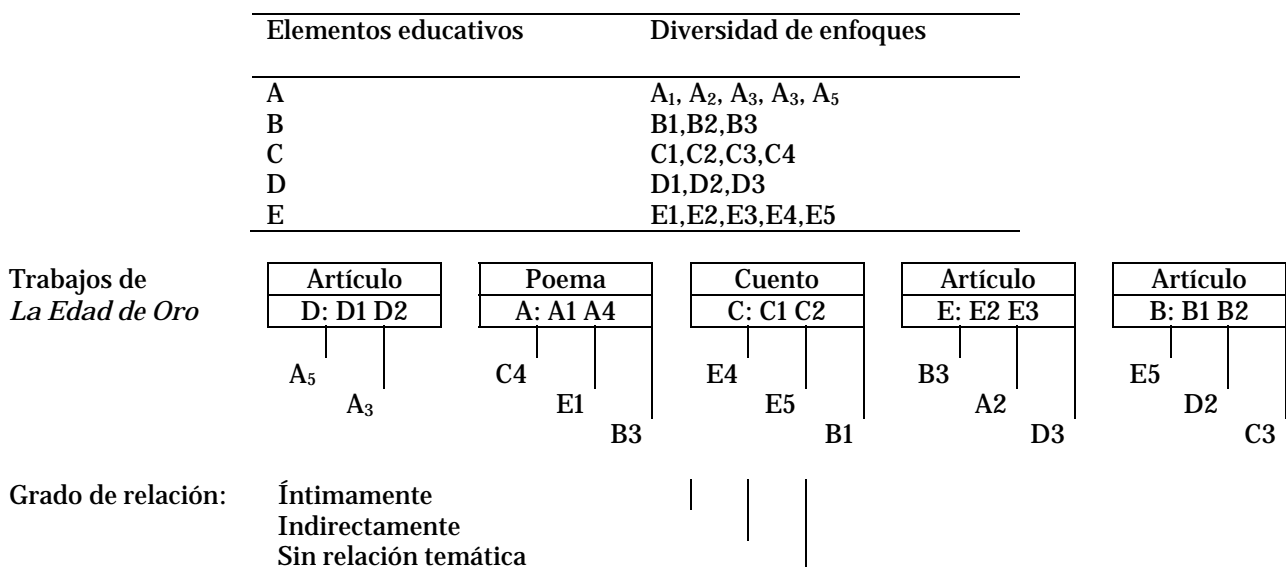 Elementos educativos Diversidad de enfoques
A A₁, A₂, A₃, A₃, A₅
B B1,B2,B3
C C1,C2,C3,C4
D D1,D2,D3
E E1,E2,E3,E4,E5
Trabajos de Artículo Poema Cuento Artículo Artículo
La Edad de Oro D: D1 D2 A: A1 A4 C: C1 C2 E: E2 E3 B: B1 B2
A₅ C4 E4 B3 E5
A₃ E1 E5 A2 D2
B3 B1 D3 C3
Grado de relación: Íntimamente
Indirectamente
Sin relación temática